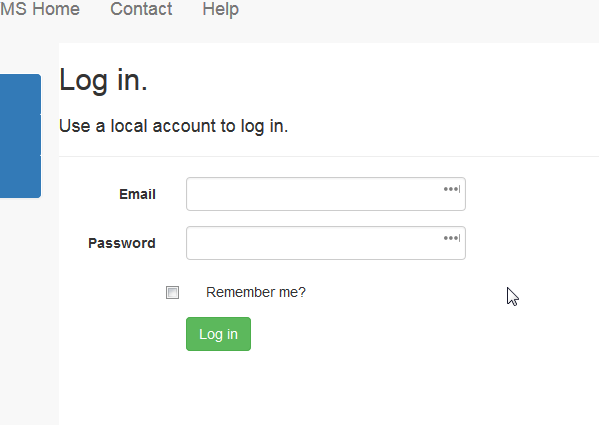 MS Home Contact Help
Log in.
Use a local account to log in.
Email
Password
Remember me?
Log in